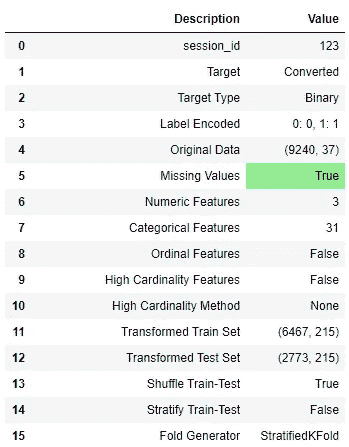 Description Value
0 session_id 123
1 Target Converted
2 Target Type Binary
3 Label Encoded 0: 0, 1: 1
4 Original Data (9240, 37)
5 Missing Values True
6 Numeric Features 3
7 Categorical Features 31
8 Ordinal Features False
9 High Cardinality Features False
10 High Cardinality Method None
11 Transformed Train Set (6467, 215)
12 Transformed Test Set (2773, 215)
13 Shuffle Train-Test True
14 Stratify Train-Test False
15 Fold Generator StratifiedKFold